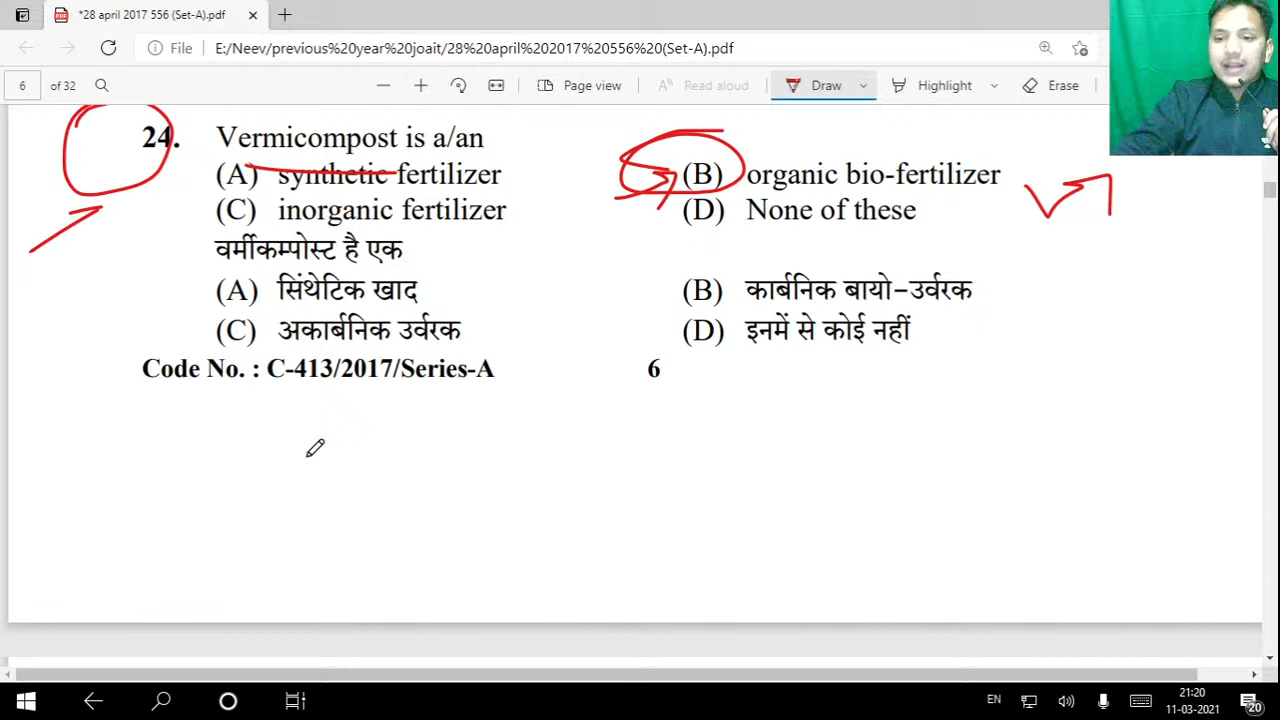 *28 april 2017 556 (Set-A).pdf
File E:/Neev/previous%20year%20joait/28%20april%202017%20556%20(Set-A).pdf
6 of 32 Page view Read aloud Draw Highlight Erase
24. Vermicompost is a/an
(A) synthetic fertilizer (B) organic bio-fertilizer
(C) inorganic fertilizer (D) None of these
वर्मीकम्पोस्ट है एक
(A) सिंथेटिक खाद (B) कार्बनिक बायो-उर्वरक
(C) अकार्बनिक उर्वरक (D) इनमें से कोई नहीं
Code No. : C-413/2017/Series-A 6
EN 21:20
11-03-2021 20